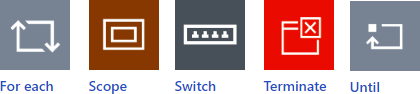 For each
Scope
Switch
Terminate
Until